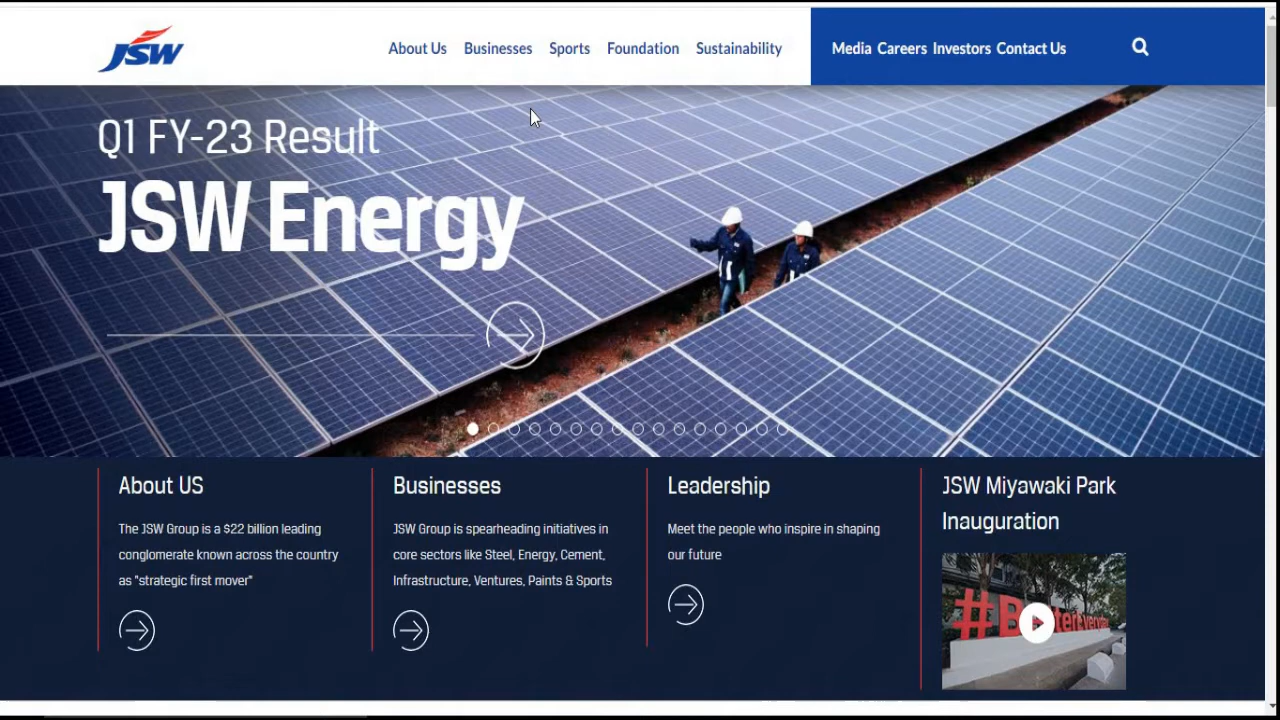 JSW
About Us Businesses Sports Foundation Sustainability
Media Careers Investors Contact Us
Q1 FY-23 Result
JSW Energy
About US
The JSW Group is a $22 billion leading
conglomerate known across the country
as "strategic first mover"
Businesses
JSW Group is spearheading initiatives in
core sectors like Steel, Energy, Cement,
Infrastructure, Ventures, Paints & Sports
Leadership
Meet the people who inspire in shaping
our future
JSW Miyawaki Park
Inauguration